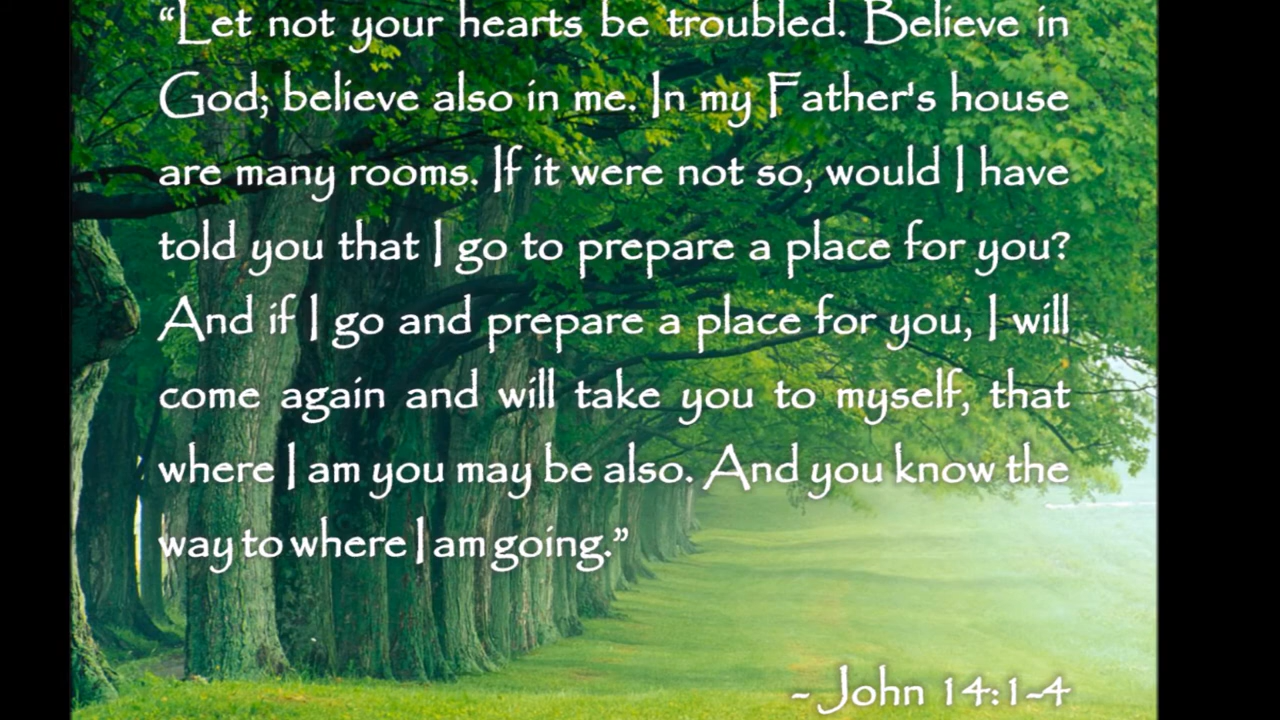 “Let not your hearts be troubled. Believe in
God; believe also in me. In my Father's house
are many rooms. If it were not so, would I have
told you that I go to prepare a place for you?
And if I go and prepare a place for you, I will
come again and will take you to myself, that
where I am you may be also. And you know the
way to where I am going.”
- John 14:1-4